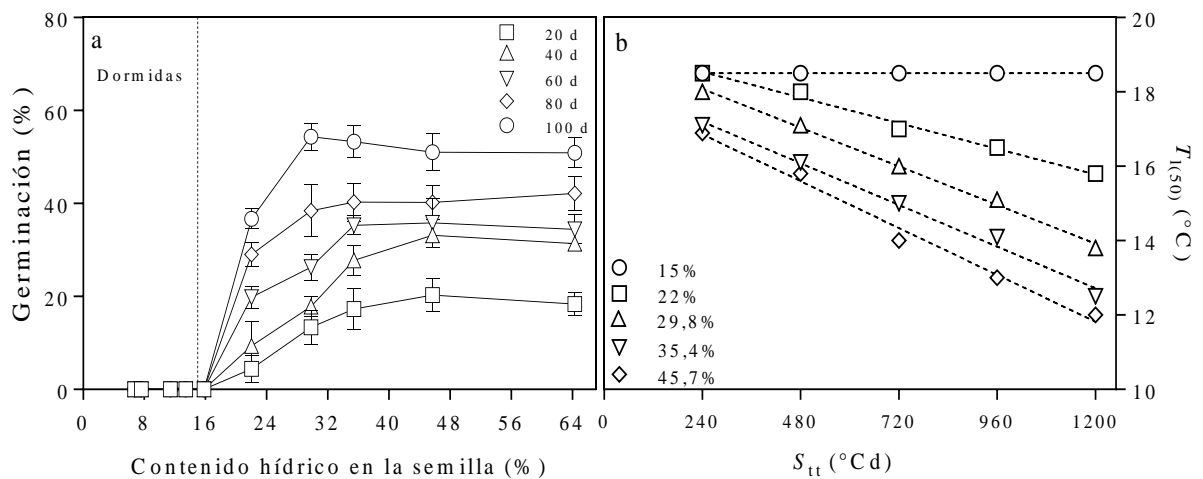 a
Dormidas
20 d
40 d
60 d
80 d
100 d
Germinación (%)
80
60
40
20
0
0 8 16 24 32 40 48 56 64
Contenido hídrico en la semilla (%)
b
15%
22%
29,8%
35,4%
45,7%
0 240 480 720 960 1200
Stt (°Cd)
20
18
16
14
12
10
Tl(50) (°C)